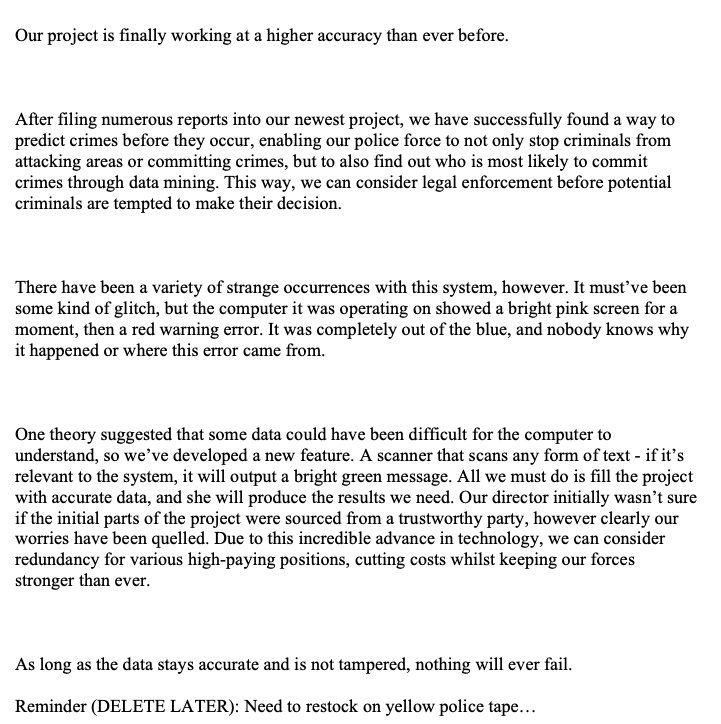 Our project is finally working at a higher accuracy than ever before.
After filing numerous reports into our newest project, we have successfully found a way to
predict crimes before they occur, enabling our police force to not only stop criminals from
attacking areas or committing crimes, but to also find out who is most likely to commit
crimes through data mining. This way, we can consider legal enforcement before potential
criminals are tempted to make their decision.
There have been a variety of strange occurrences with this system, however. It must’ve been
some kind of glitch, but the computer it was operating on showed a bright pink screen for a
moment, then a red warning error. It was completely out of the blue, and nobody knows why
it happened or where this error came from.
One theory suggested that some data could have been difficult for the computer to
understand, so we’ve developed a new feature. A scanner that scans any form of text - if it’s
relevant to the system, it will output a bright green message. All we must do is fill the project
with accurate data, and she will produce the results we need. Our director initially wasn’t sure
if the initial parts of the project were sourced from a trustworthy party, however clearly our
worries have been quelled. Due to this incredible advance in technology, we can consider
redundancy for various high-paying positions, cutting costs whilst keeping our forces
stronger than ever.
As long as the data stays accurate and is not tampered, nothing will ever fail.
Reminder (DELETE LATER): Need to restock on yellow police tape…